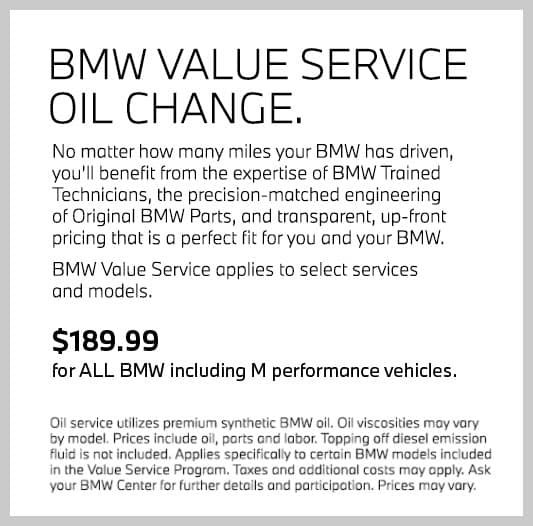 BMW VALUE SERVICE
OIL CHANGE.
No matter how many miles your BMW has driven,
you'll benefit from the expertise of BMW Trained
Technicians, the precision-matched engineering
of Original BMW Parts, and transparent, up-front
pricing that is a perfect fit for you and your BMW.
BMW Value Service applies to select services
and models.
$189.99
for ALL BMW including M performance vehicles.
Oil service utilizes premium synthetic BMW oil. Oil viscosities may vary
by model. Prices include oil, parts and labor. Topping off diesel emission
fluid is not included. Applies specifically to certain BMW models included
in the Value Service Program. Taxes and additional costs may apply. Ask
your BMW Center for further details and participation. Prices may vary.